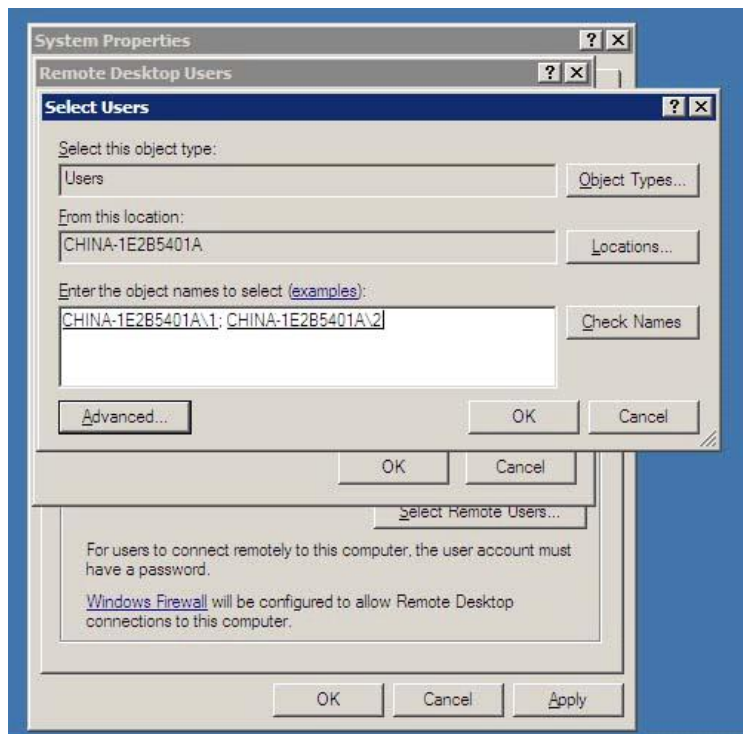 System Properties
Remote Desktop Users
Select Users
Select this object type:
Users
Object Types...
From this location:
CHINA-1E2B5401A
Locations...
Enter the object names to select (examples):
CHINA-1E2B5401A\1; CHINA-1E2B5401A\2
Check Names
Advanced...
OK
Cancel
OK
Cancel
Select Remote Users...
For users to connect remotely to this computer, the user account must
have a password.
Windows Firewall will be configured to allow Remote Desktop
connections to this computer.
OK
Cancel
Apply